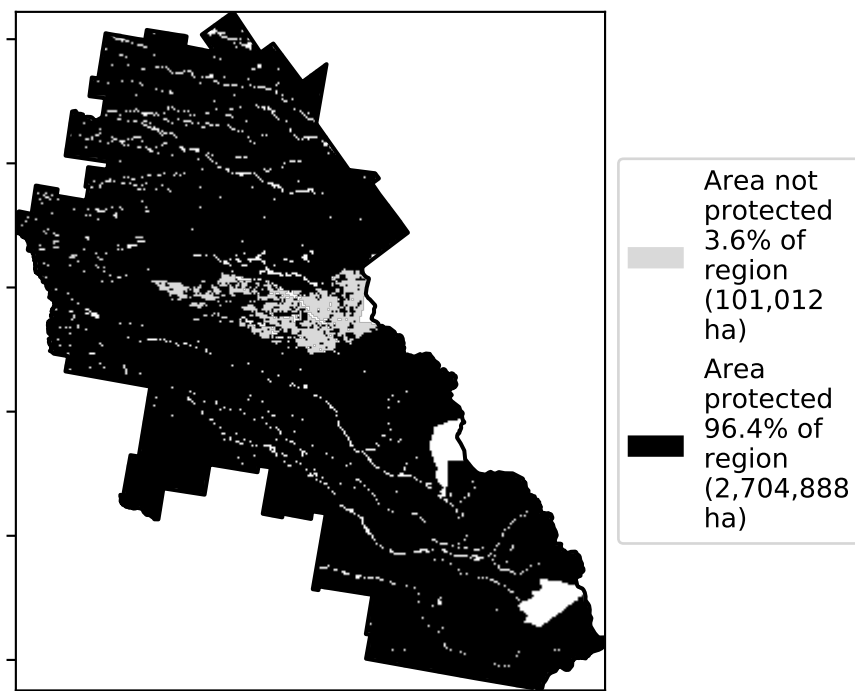 Area not
protected
3.6% of
region
(101,012
ha)
Area
protected
96.4% of
region
(2,704,888
ha)